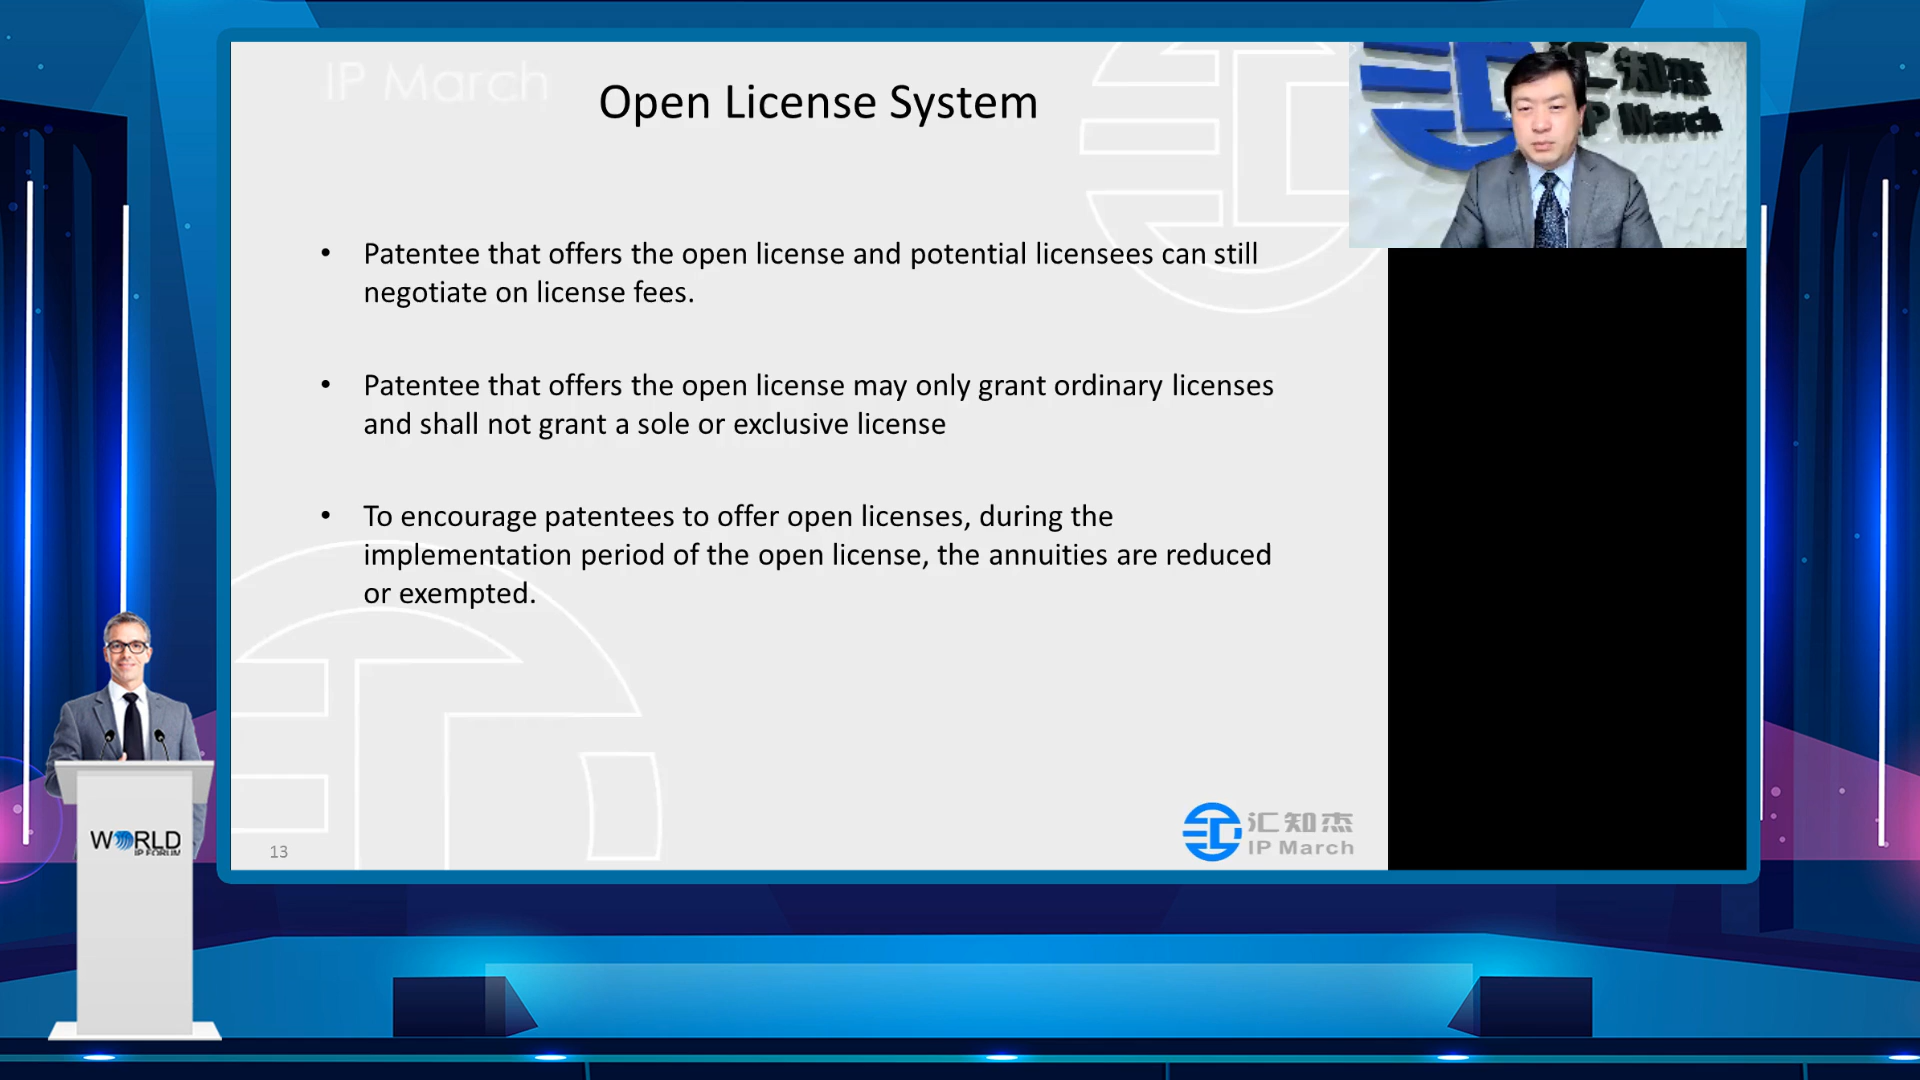 IP March
Open License System
汇知杰
IP March
• Patentee that offers the open license and potential licensees can still
negotiate on license fees.
• Patentee that offers the open license may only grant ordinary licenses
and shall not grant a sole or exclusive license
• To encourage patentees to offer open licenses, during the
implementation period of the open license, the annuities are reduced
or exempted.
13
汇知杰
IP March
WORLD
IP FORUM